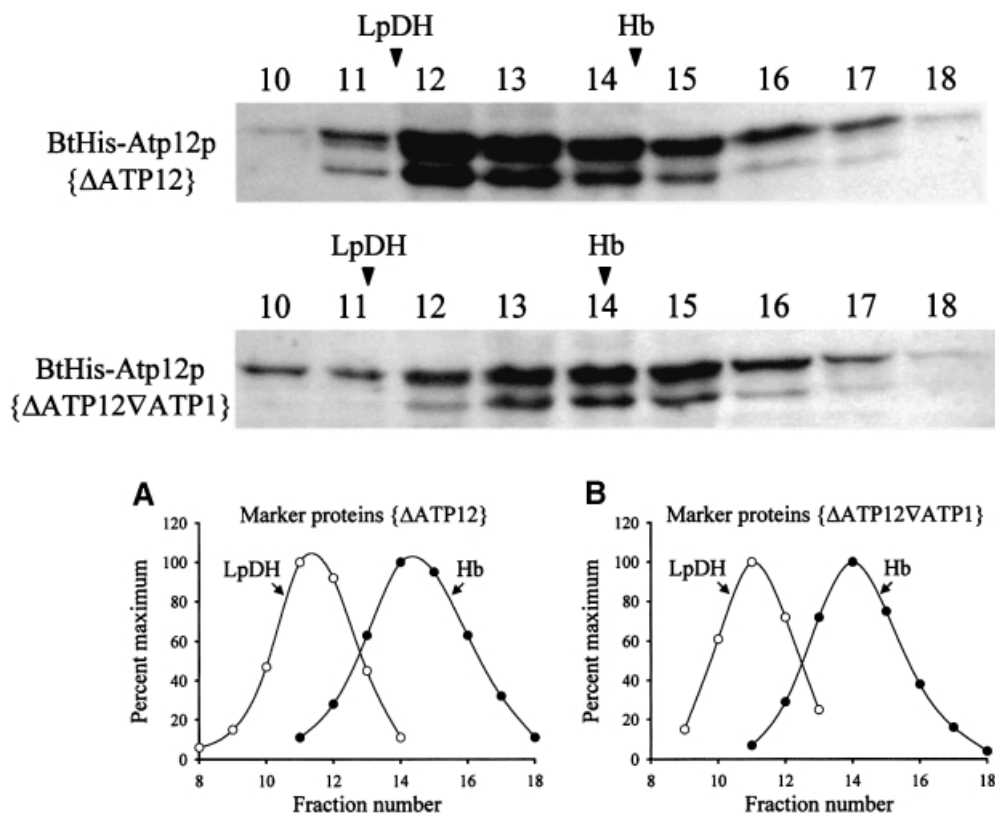 LpDH Hb
10 11 12 13 14 15 16 17 18
BtHis-Atp12p
{ΔATP12}
LpDH Hb
10 11 12 13 14 15 16 17 18
BtHis-Atp12p
{ΔATP12∇ATP1}
A
Marker proteins {ΔATP12}
120
100
80
60
40
20
0
Percent maximum
LpDH
Hb
8 10 12 14 16 18
Fraction number
B
Marker proteins {ΔATP12∇ATP1}
120
100
80
60
40
20
0
Percent maximum
LpDH
Hb
8 10 12 14 16 18
Fraction number